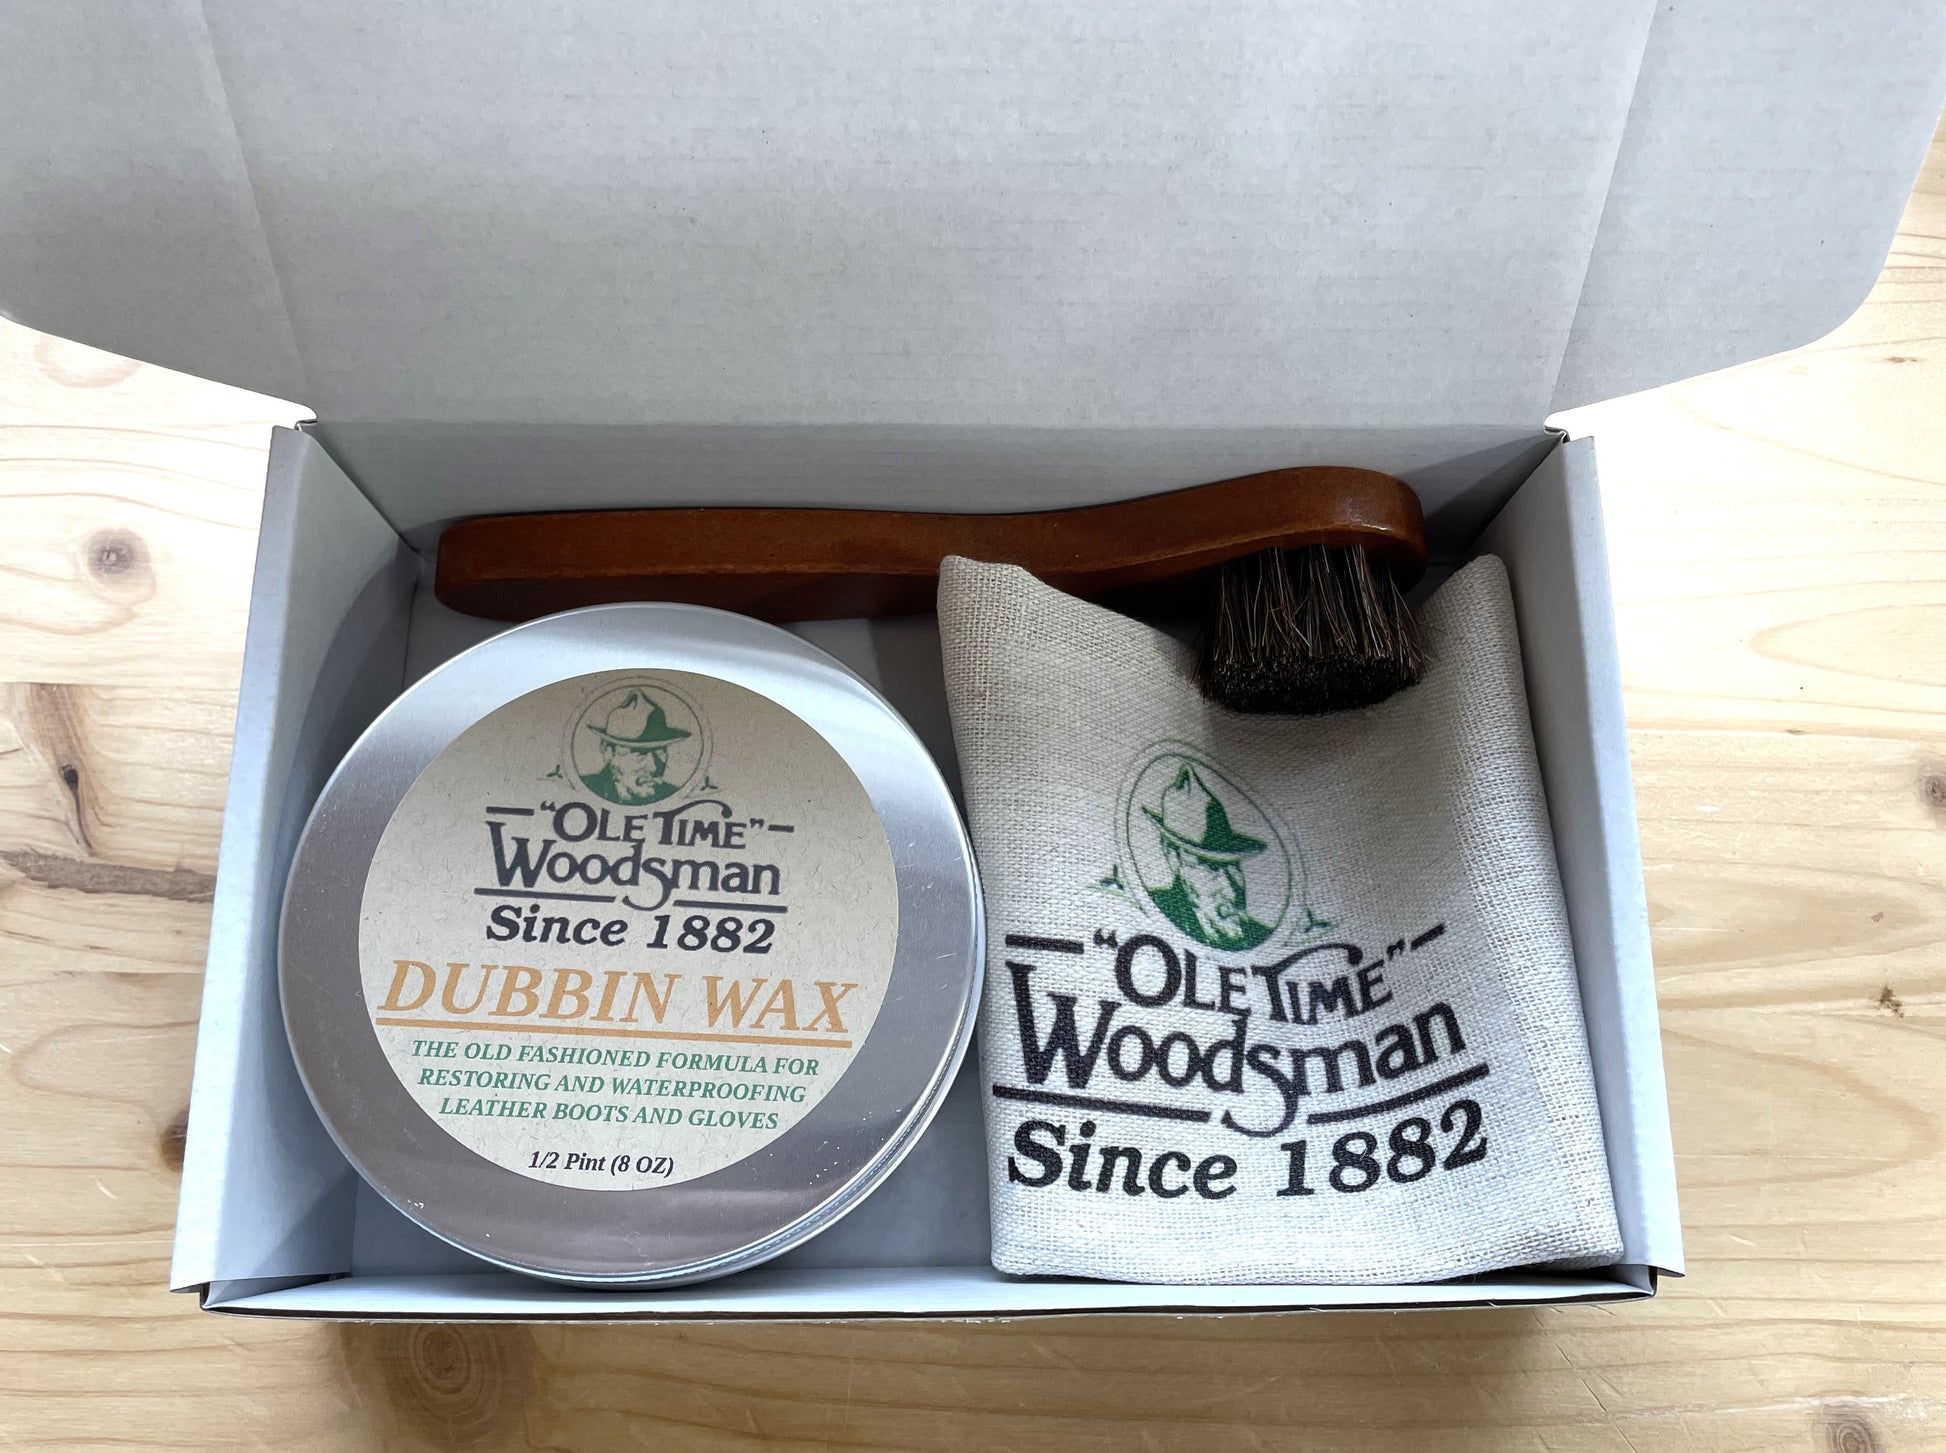 "OLE TIME"
Woodsman
Since 1882
DUBBIN WAX
THE OLD FASHIONED FORMULA FOR
RESTORING AND WATERPROOFING
LEATHER BOOTS AND GLOVES
1/2 Pint (8 OZ)
"OLE TIME"
Woodsman
Since 1882